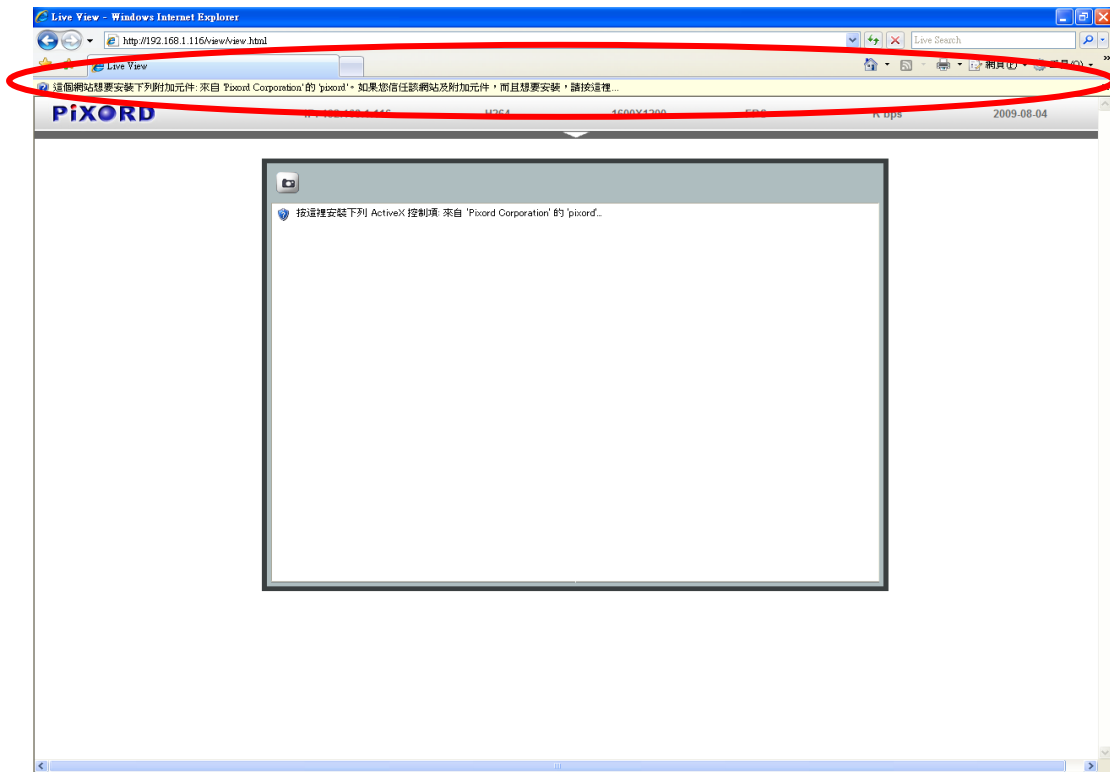 Live View - Windows Internet Explorer
http://192.168.1.116/view/view.html
Live Search
Live View
這個網站想要安裝下列附加元件: 來自 'Pixord Corporation' 的 'pixord'。如果您信任該網站及附加元件，而且想要安裝，請按這裡...
PiXORD
H264
1600X1200
K bps
2009-08-04
按這裡安裝下列 ActiveX 控制項: 來自 'Pixord Corporation' 的 'pixord'...